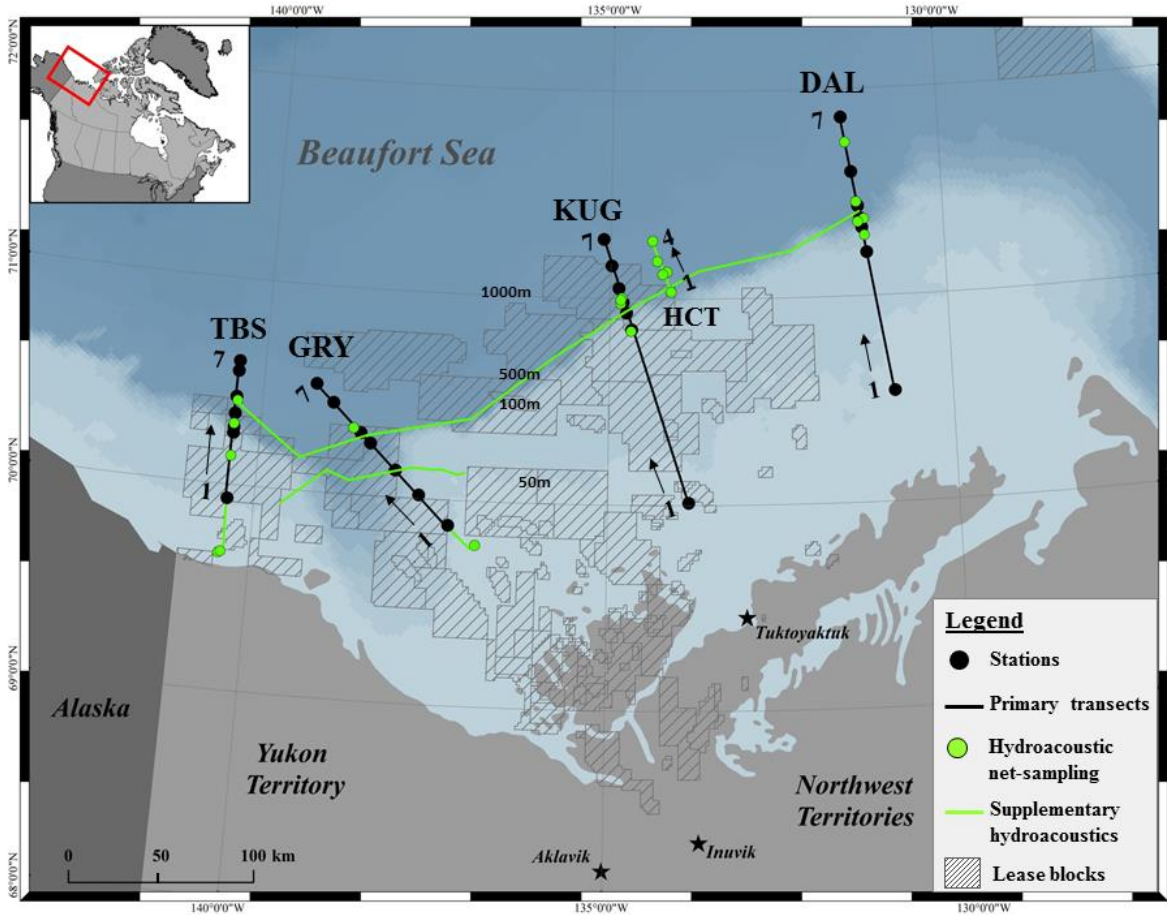 140°0'0"W
135°0'0"W
130°0'0"W
72°0'0"N
71°0'0"N
70°0'0"N
69°0'0"N
68°0'0"N
Beaufort Sea
DAL
7
1
KUG
7
1
4
1
HCT
1000m
500m
100m
50m
TBS
7
1
GRY
7
1
Tuktoyaktuk
Alaska
Yukon
Territory
Northwest
Territories
Aklavik
Inuvik
0 50 100 km
Legend
Stations
Primary transects
Hydroacoustic
net-sampling
Supplementary
hydroacoustics
Lease blocks
140°0'0"W
135°0'0"W
130°0'0"W